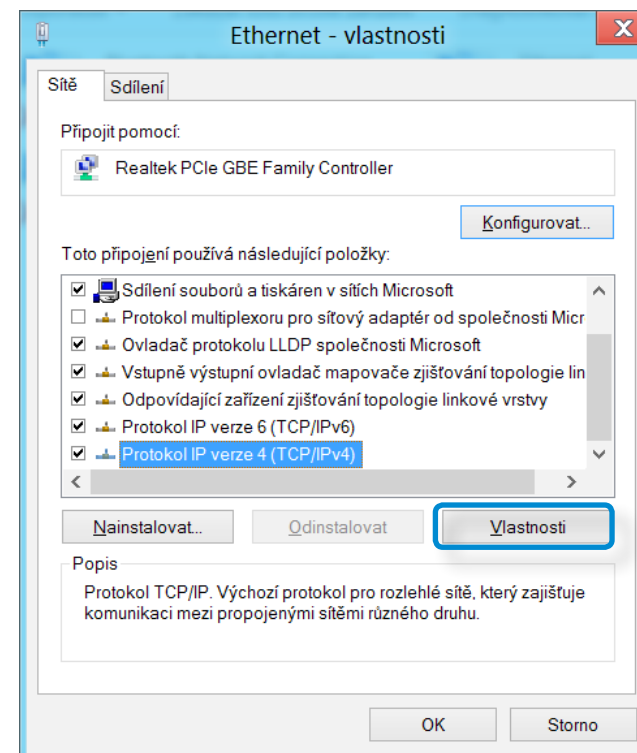 Ethernet - vlastnosti
Sítě
Sdílení
Připojit pomocí:
Realtek PCIe GBE Family Controller
Konfigurovat...
Toto připojení používá následující položky:
Sdílení souborů a tiskáren v sítích Microsoft
Protokol multiplexoru pro síťový adaptér od společnosti Micr
Ovladač protokolu LLDP společnosti Microsoft
Vstupně výstupní ovladač mapovače zjišťování topologie lin
Odpovídající zařízení zjišťování topologie linkové vrstvy
Protokol IP verze 6 (TCP/IPv6)
Protokol IP verze 4 (TCP/IPv4)
Nainstalovat...
Odinstalovat
Vlastnosti
Popis
Protokol TCP/IP. Výchozí protokol pro rozlehlé sítě, který zajišťuje
komunikaci mezi propojenými sítěmi různého druhu.
OK
Storno